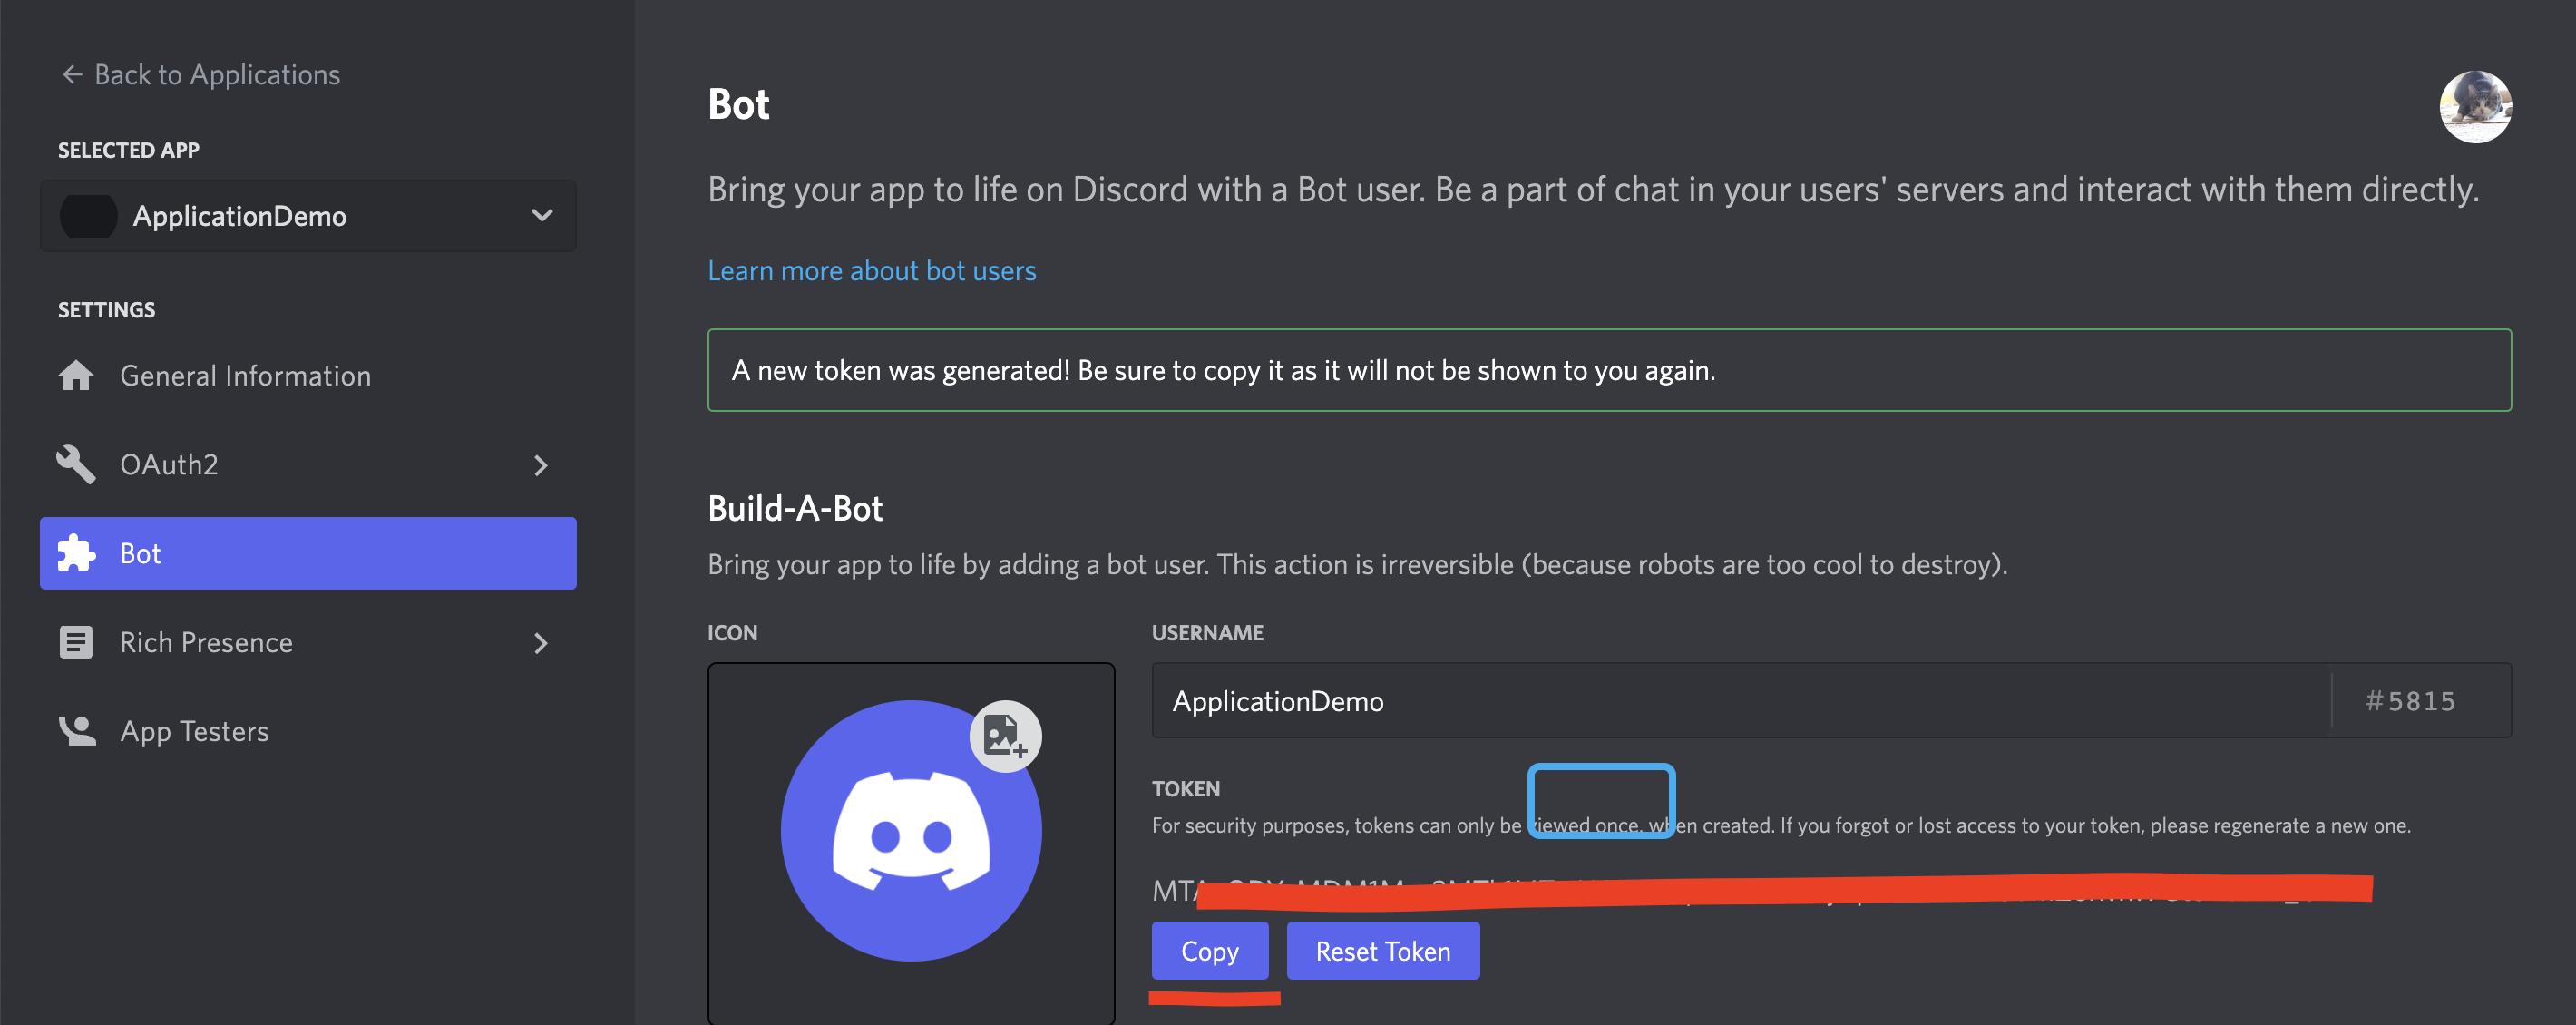 Back to Applications
SELECTED APP
ApplicationDemo
SETTINGS
General Information
OAuth2
Bot
Rich Presence
App Testers
Bot
Bring your app to life on Discord with a Bot user. Be a part of chat in your users' servers and interact with them directly.
Learn more about bot users
A new token was generated! Be sure to copy it as it will not be shown to you again.
Build-A-Bot
Bring your app to life by adding a bot user. This action is irreversible (because robots are too cool to destroy).
ICON
USERNAME
ApplicationDemo
#5815
TOKEN
For security purposes, tokens can only be viewed once, when created. If you forgot or lost access to your token, please regenerate a new one.
Copy
Reset Token